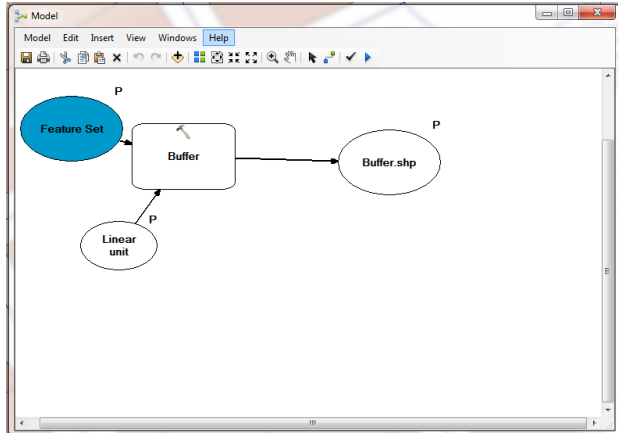 Model
Model Edit Insert View Windows Help
P
Feature Set
P
Buffer
Buffer.shp
P
Linear
unit